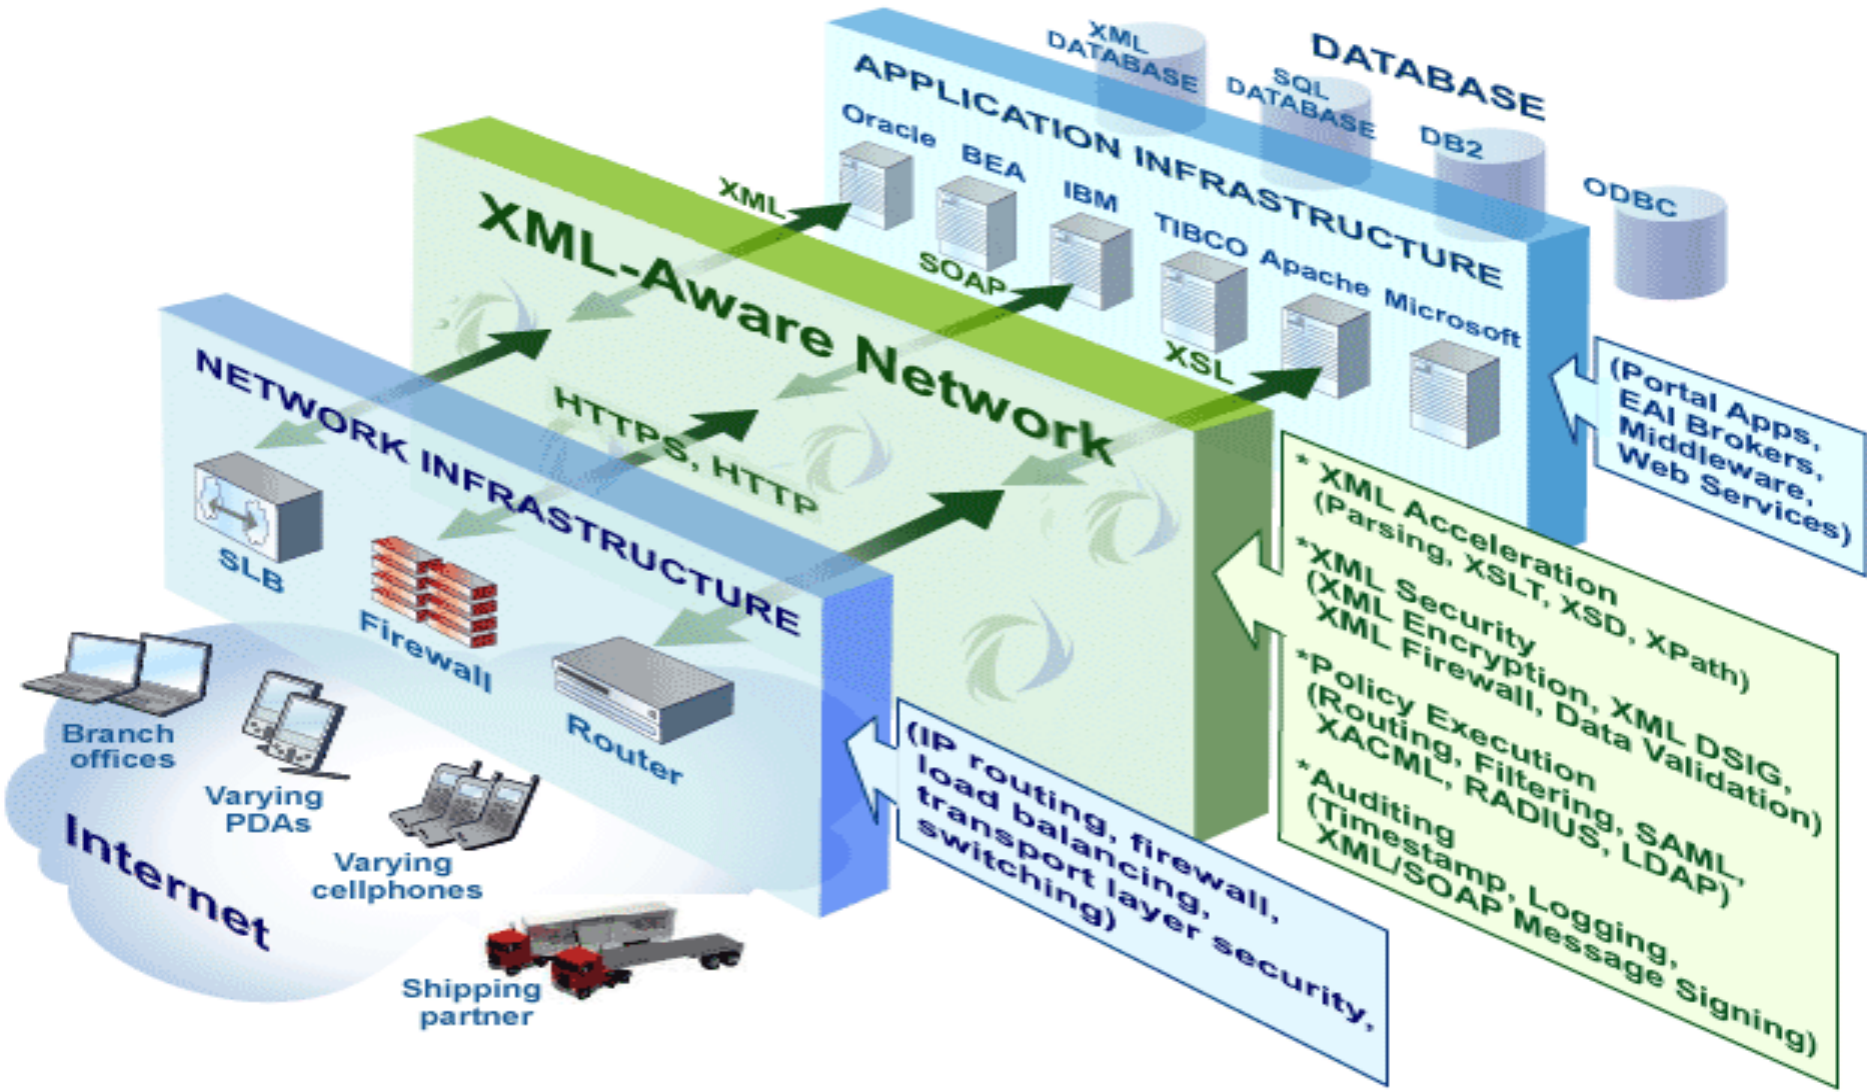 DATABASE
XML
DATABASE
SQL
DATABASE
DB2
ODBC
APPLICATION INFRASTRUCTURE
Oracle
BEA
IBM
TIBCO
Apache
Microsoft
XML
SOAP
XSL
XML-Aware Network
HTTPS, HTTP
NETWORK INFRASTRUCTURE
SLB
Firewall
Router
Branch
offices
Varying
PDAs
Varying
cellphones
Internet
Shipping
partner
(Portal Apps,
EAI Brokers,
Middleware,
Web Services)
* XML Acceleration
(Parsing, XSLT, XSD, XPath)
*XML Security
(XML Encryption, XML DSIG,
XML Firewall, Data Validation)
*Policy Execution
(Routing, Filtering, SAML,
XACML, RADIUS, LDAP)
*Auditing
(Timestamp, Logging,
XML/SOAP Message Signing)
(IP routing, firewall,
load balancing,
transport layer security,
switching)